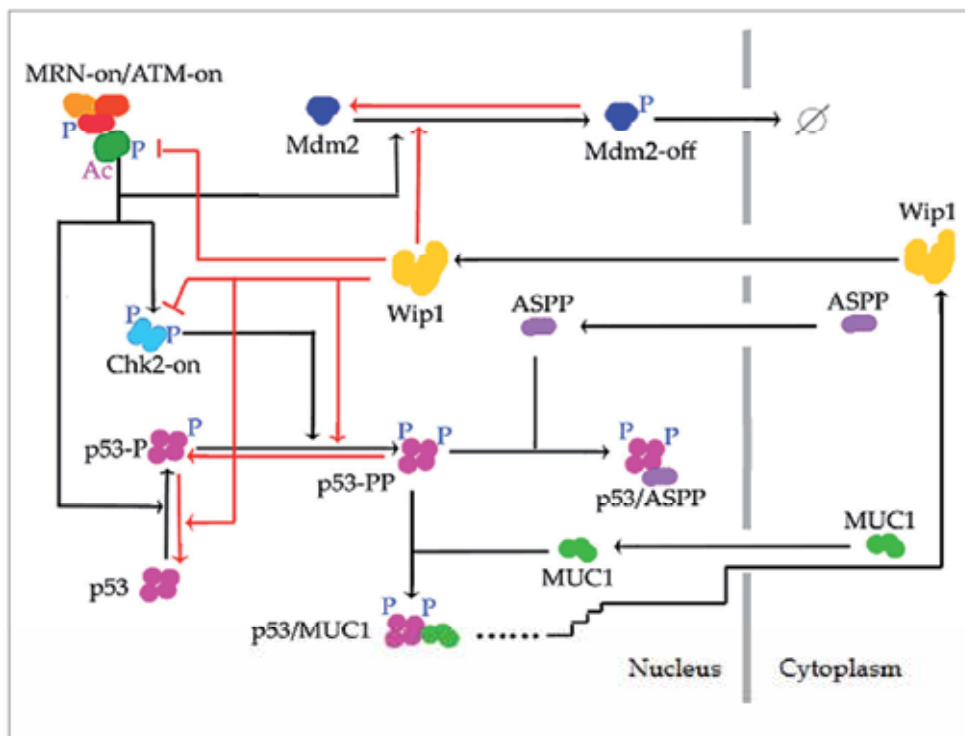 MRN-on/ATM-on
P
P
Ac
Mdm2
P
Mdm2-off
Wip1
Wip1
ASPP
ASPP
P
P
Chk2-on
p53-P
P
P
P
p53-PP
P
P
p53/ASPP
MUC1
MUC1
p53
P
P
p53/MUC1
Nucleus
Cytoplasm